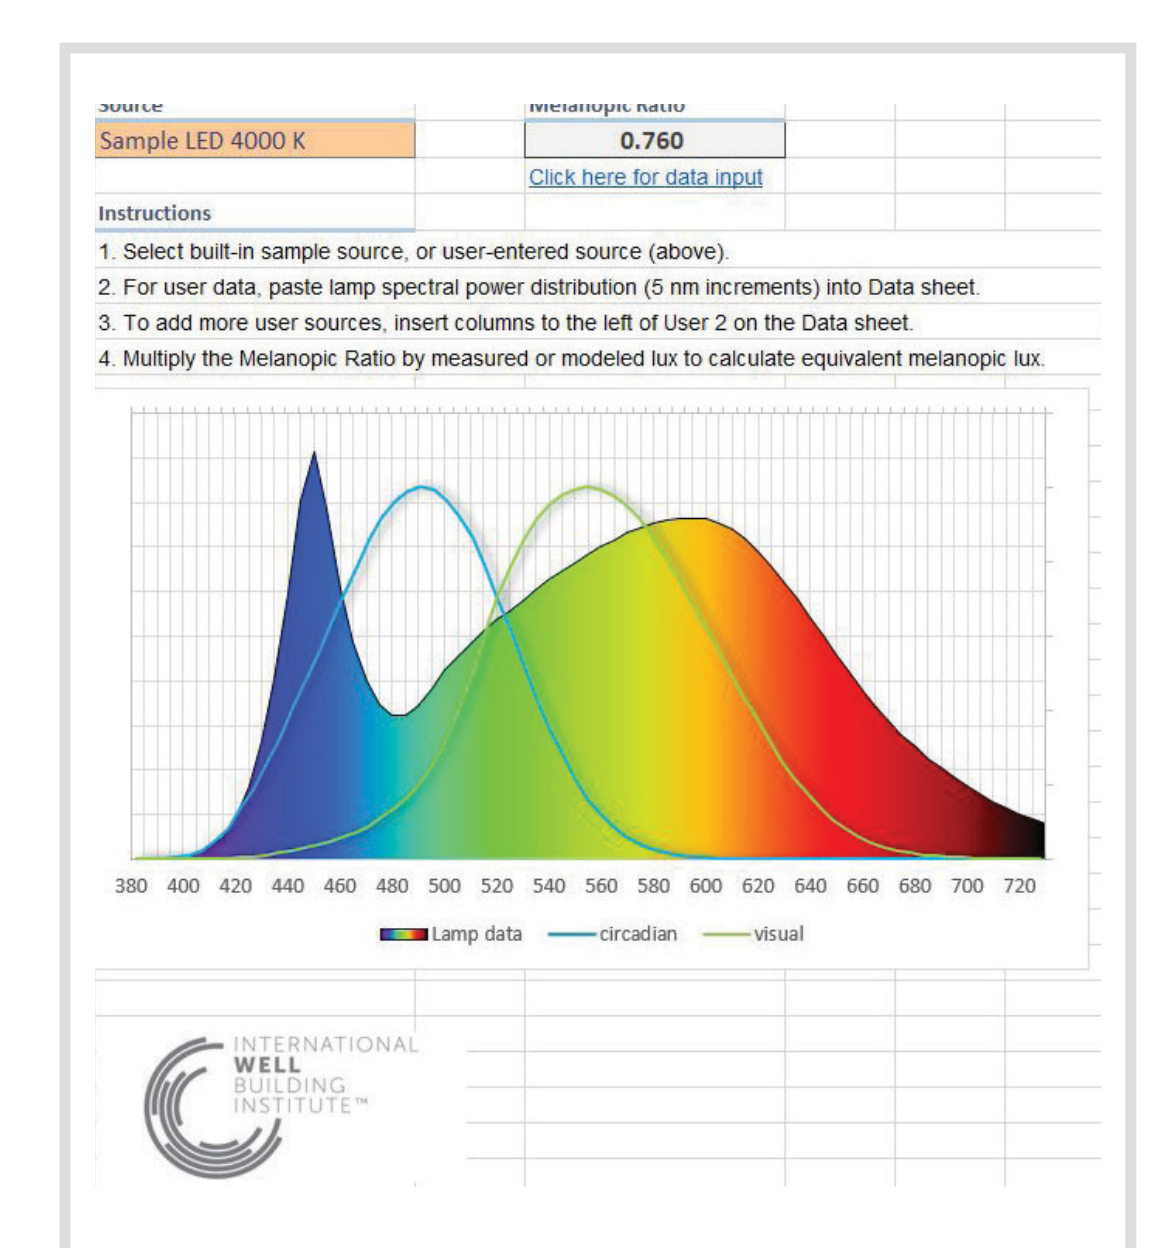 Source Melanopic Ratio
Sample LED 4000 K 0.760
Click here for data input
Instructions
1. Select built-in sample source, or user-entered source (above).
2. For user data, paste lamp spectral power distribution (5 nm increments) into Data sheet.
3. To add more user sources, insert columns to the left of User 2 on the Data sheet.
4. Multiply the Melanopic Ratio by measured or modeled lux to calculate equivalent melanopic lux.
380 400 420 440 460 480 500 520 540 560 580 600 620 640 660 680 700 720
Lamp data circadian visual
INTERNATIONAL
WELL
BUILDING
INSTITUTE™